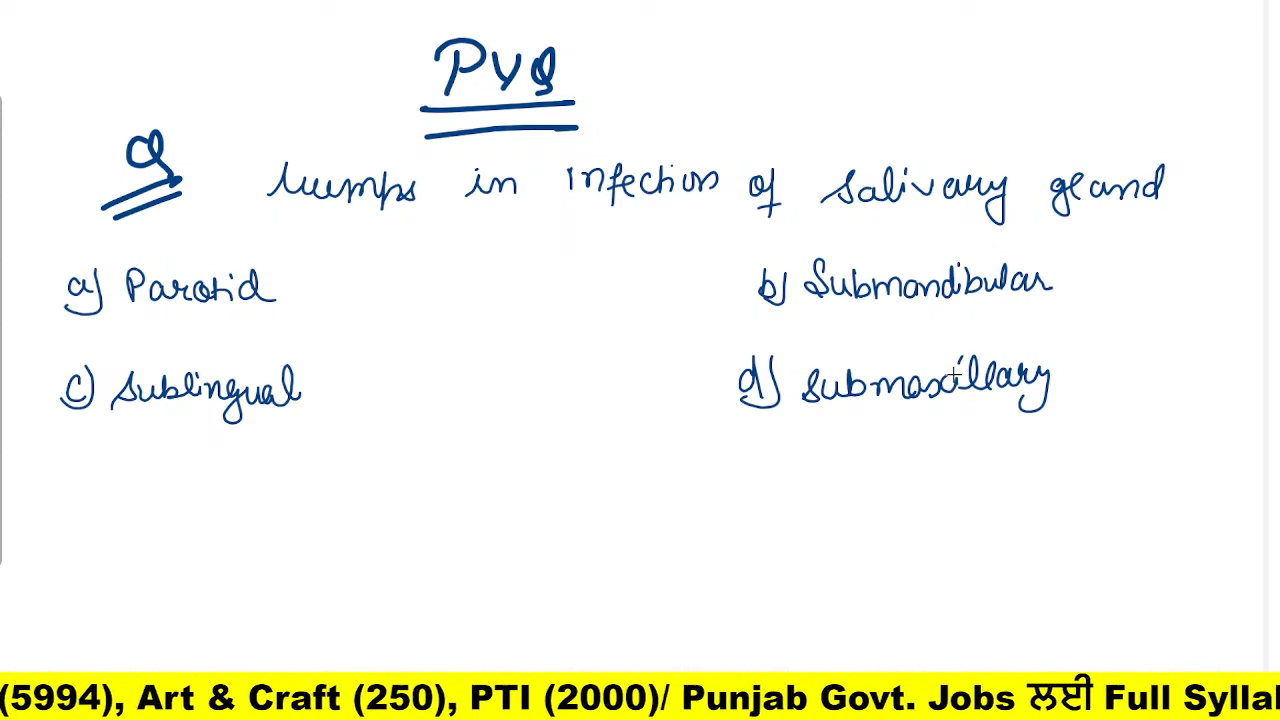 PYQ
Q Mumps in infection of salivary gland
a) Parotid
b) Submandibular
c) Sublingual
d) Submaxillary
(5994), Art & Craft (250), PTI (2000)/ Punjab Govt. Jobs ਲਈ Full Sylla